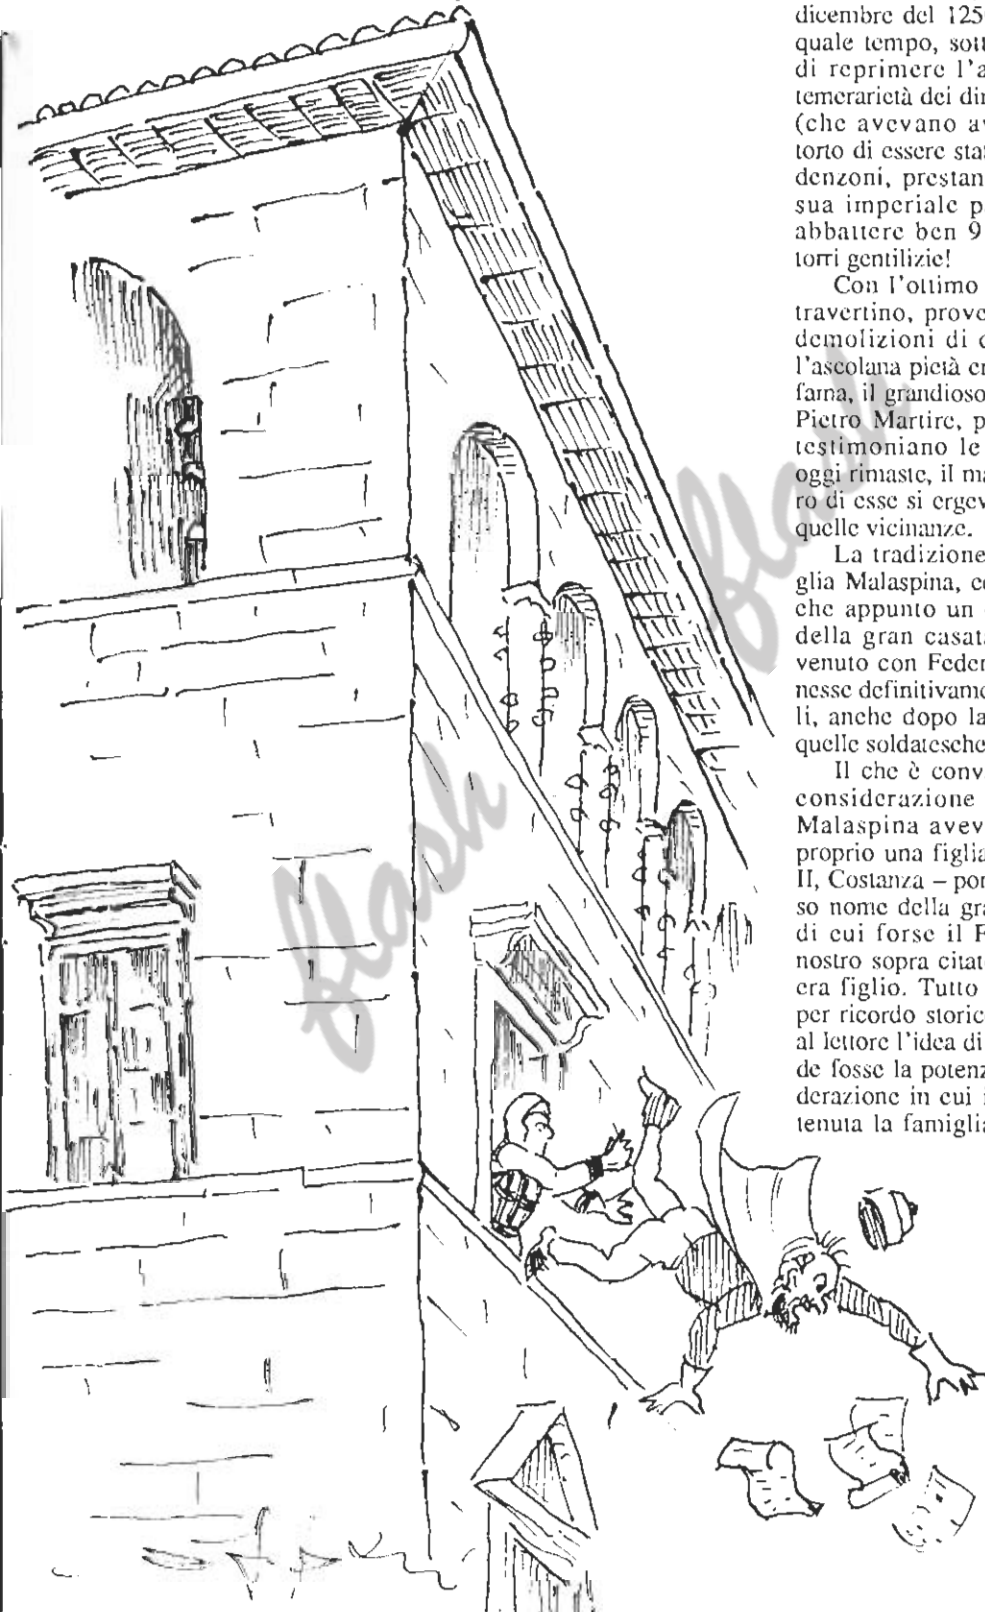 dicembre del 125
quale tempo, sott
di reprimere l'a
temerarietà dei dir
(che avevano av
torto di essere stat
denzoni, prestan
sua imperiale p
abbattere ben 9
torri gentilizie!
Con l'ottimo
travertino, prove
demolizioni di c
l'ascolana pietà er
fama, il grandioso
Pietro Martire, p
testimoniano le
oggi rimaste, il ma
ro di esse si ergev
quelle vicinanze.
La tradizione
glia Malaspina, co
che appunto un
della gran casata
venuto con Feder
nesse definitivame
li, anche dopo la
quelle soldatesche
Il che è conv
considerazione
Malaspina avev
proprio una figlia
II, Costanza – por
so nome della gra
di cui forse il F
nostro sopra citat
era figlio. Tutto
per ricordo storic
al lettore l'idea di
de fosse la potenz
derazione in cui i
tenuta la famiglia
flash
flash